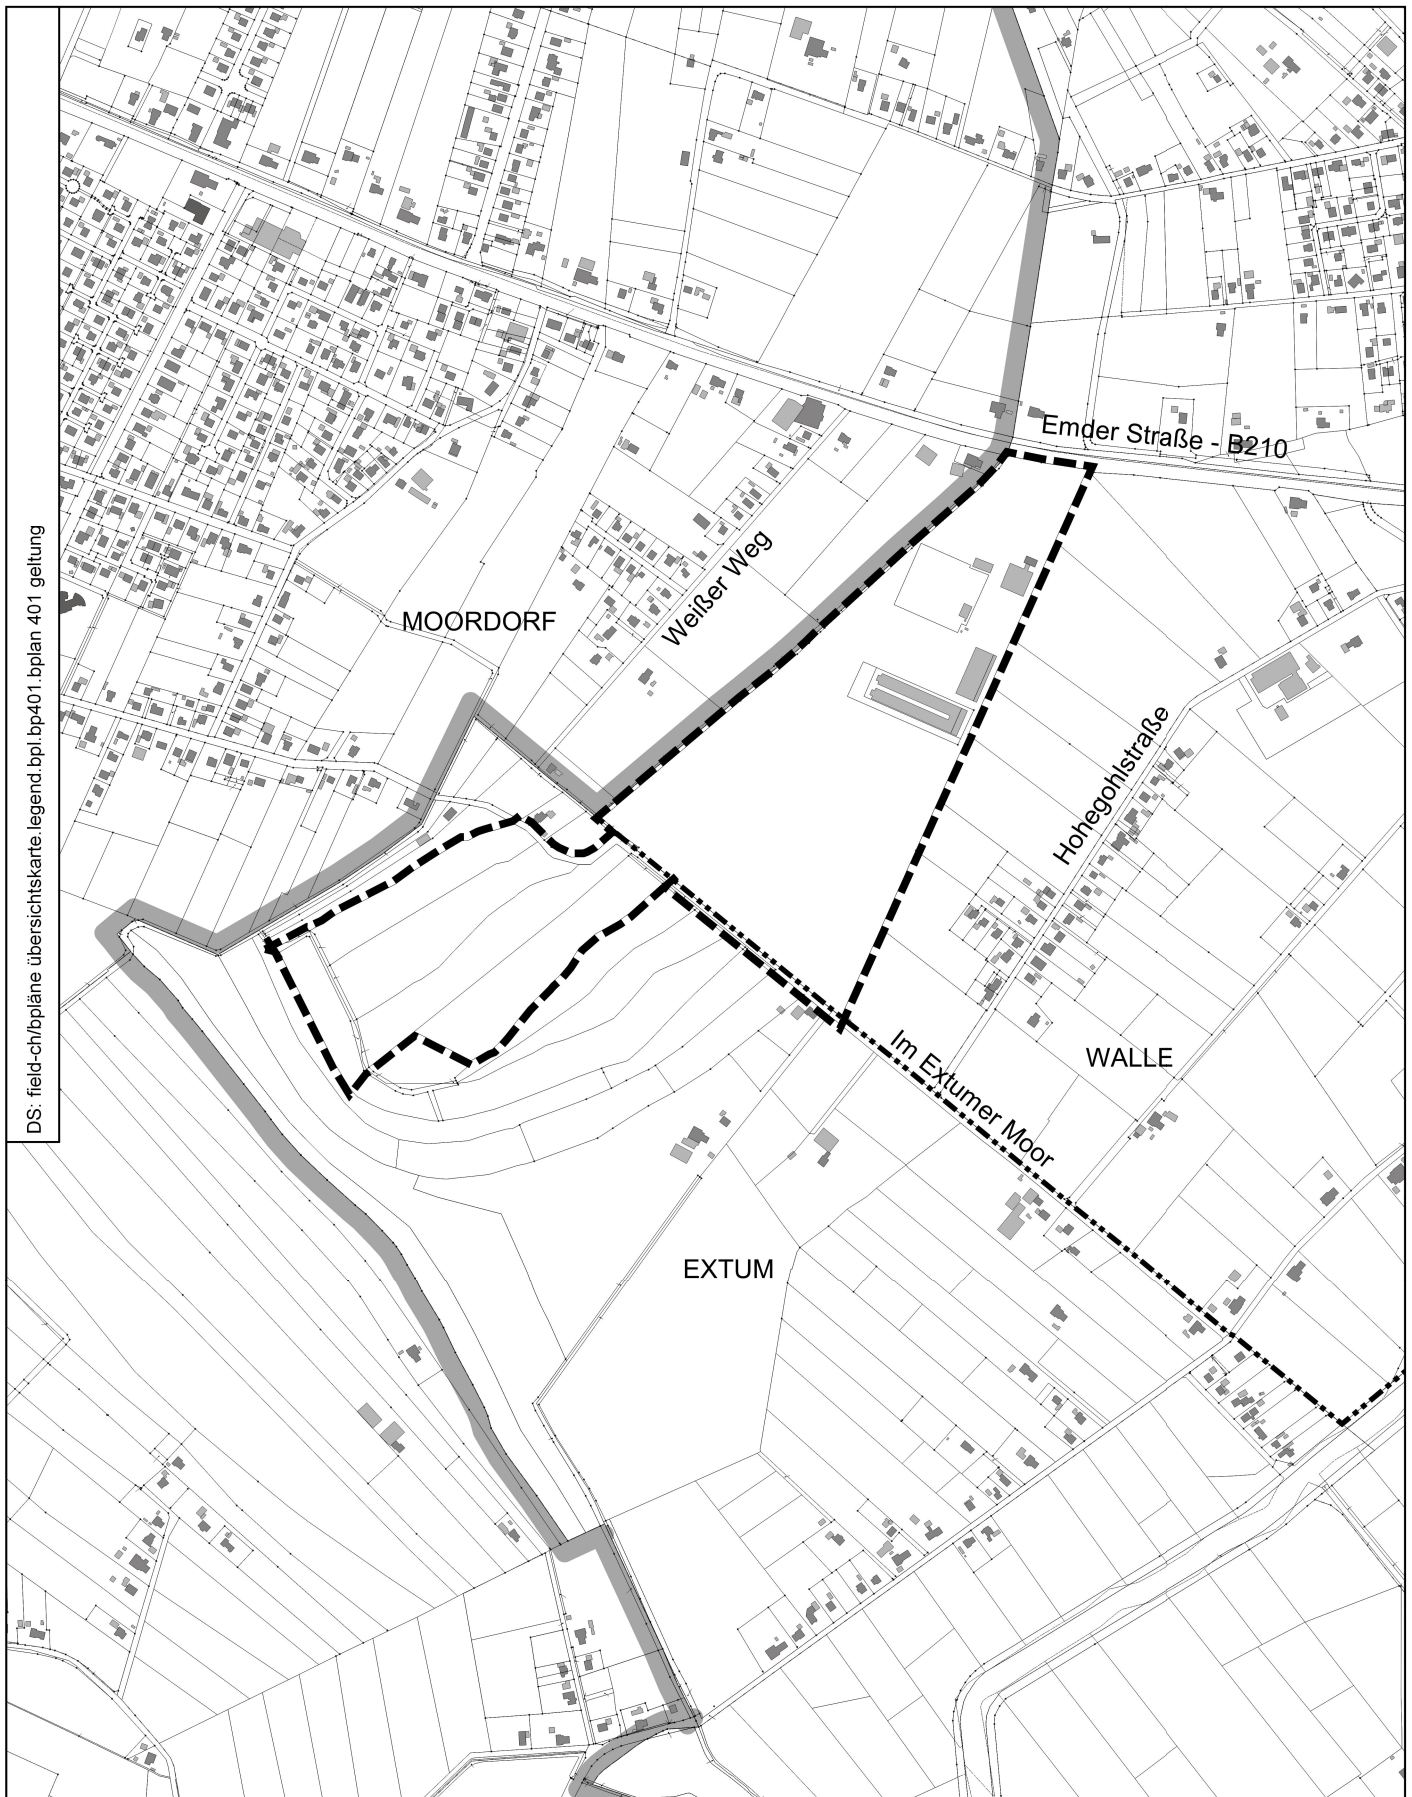 Emder Straße - B210
Weißer Weg
MOORDORF
Hohegohlstraße
Im Extumer Moor
WALLE
EXTUM
DS: field-ch/bpläne übersichtskarte.legend.bpl.bp401.bplan 401 geltung